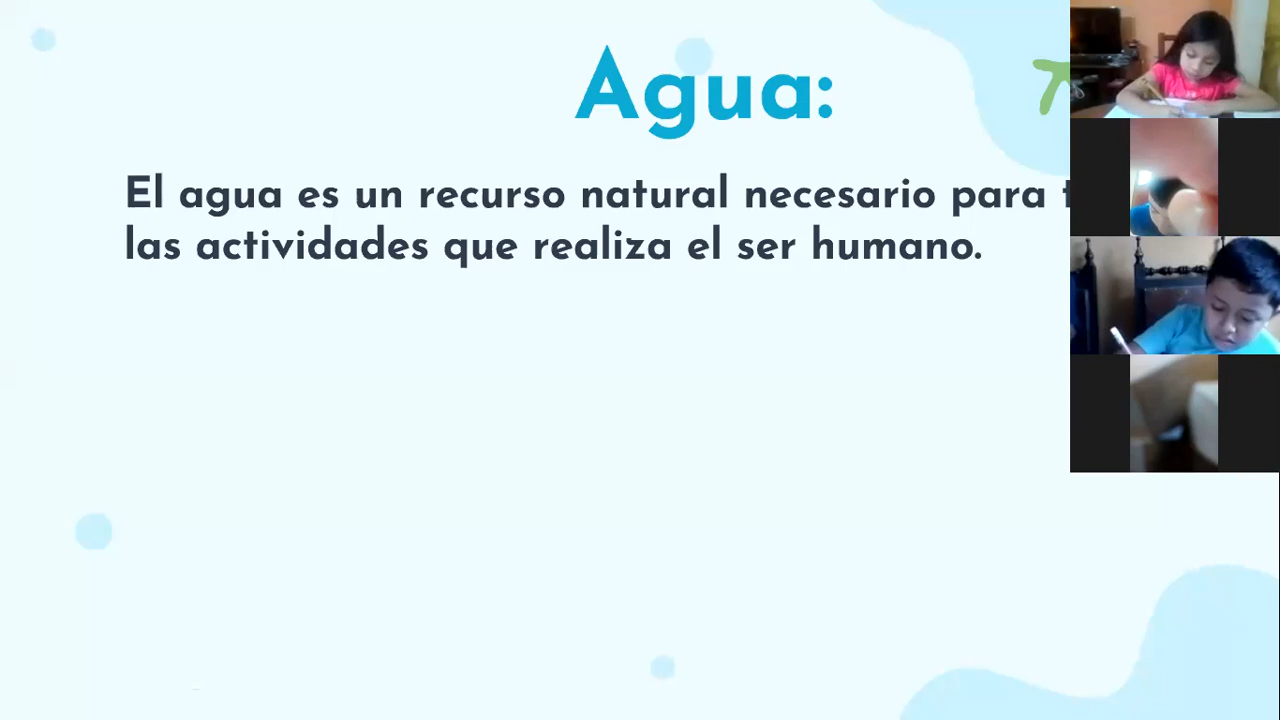 Agua:
El agua es un recurso natural necesario para
las actividades que realiza el ser humano.